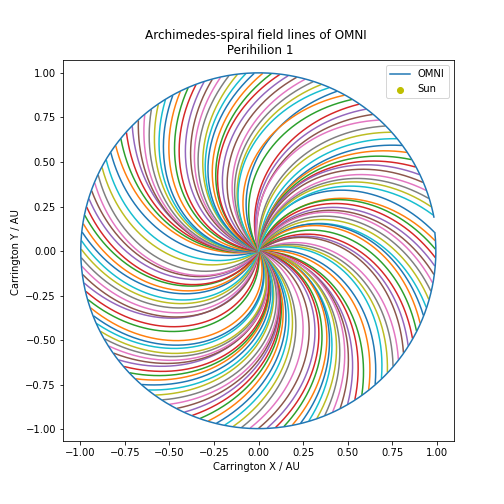 Archimedes-spiral field lines of OMNI
Perihilion 1
OMNI
Sun
Carrington Y / AU
1.00
0.75
0.50
0.25
0.00
−0.25
−0.50
−0.75
−1.00
−1.00 −0.75 −0.50 −0.25 0.00 0.25 0.50 0.75 1.00
Carrington X / AU